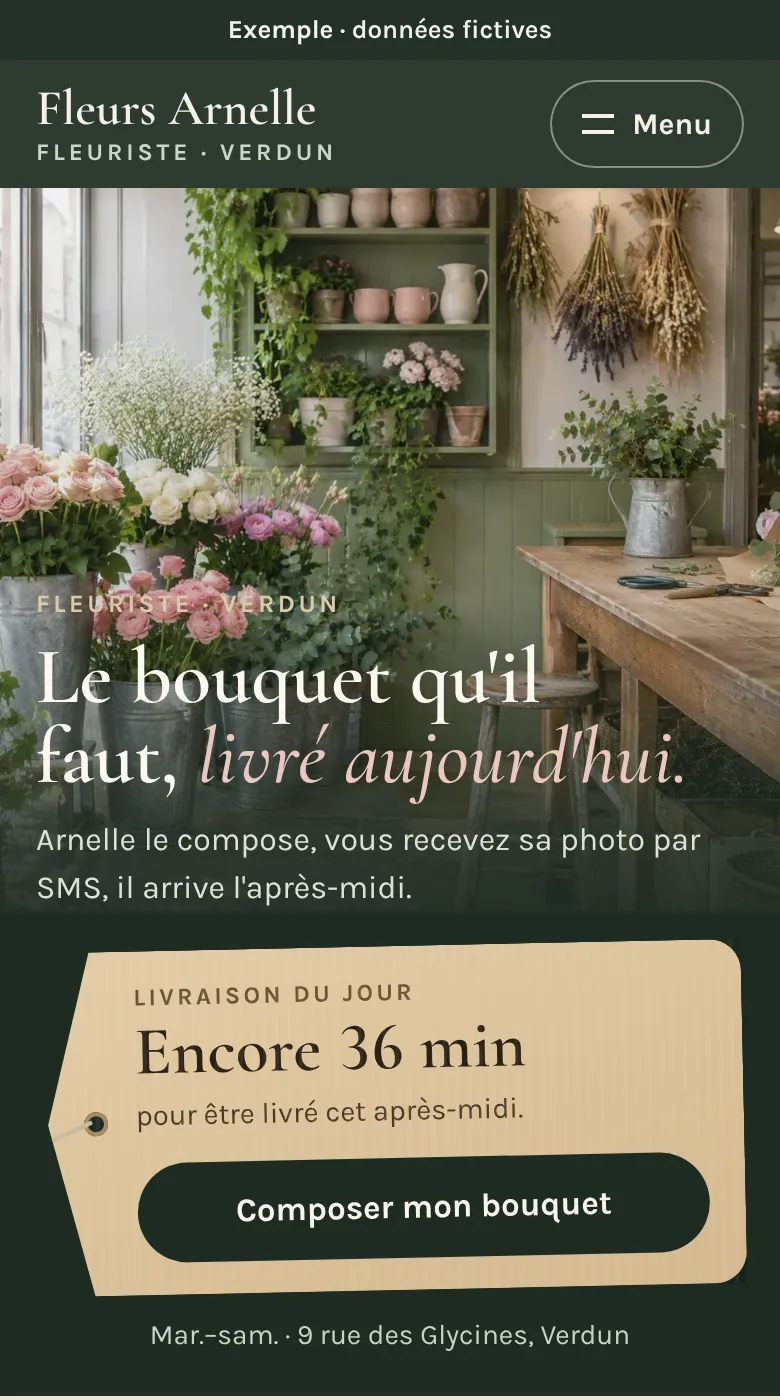 Exemple · données fictives
Fleurs Arnelle
FLEURISTE · VERDUN
Menu
FLEURISTE · VERDUN
Le bouquet qu'il
faut, livré aujourd'hui.
Arnelle le compose, vous recevez sa photo par
SMS, il arrive l'après-midi.
LIVRAISON DU JOUR
Encore 36 min
pour être livré cet après-midi.
Composer mon bouquet
Mar.–sam. · 9 rue des Glycines, Verdun